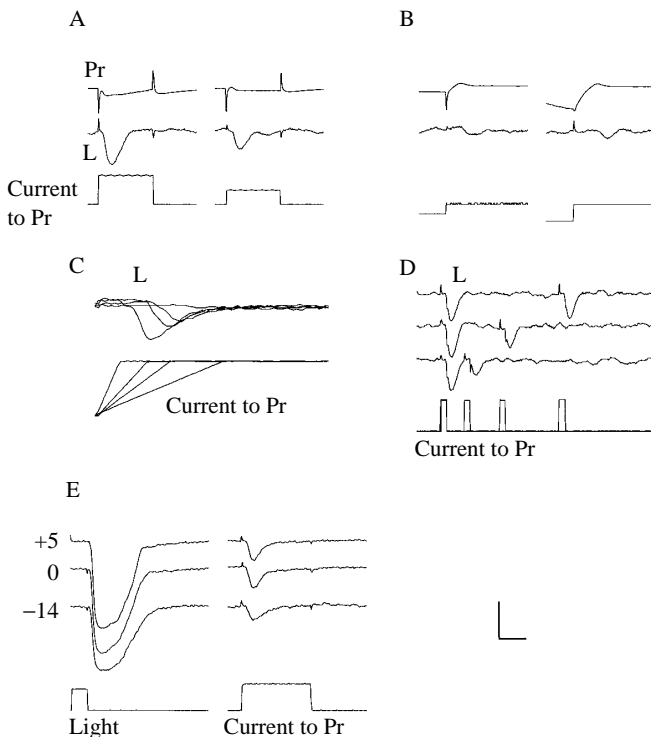 A
Pr
L
Current
to Pr
B
C
L
Current to Pr
D
L
Current to Pr
E
+5
0
−14
Light
Current to Pr